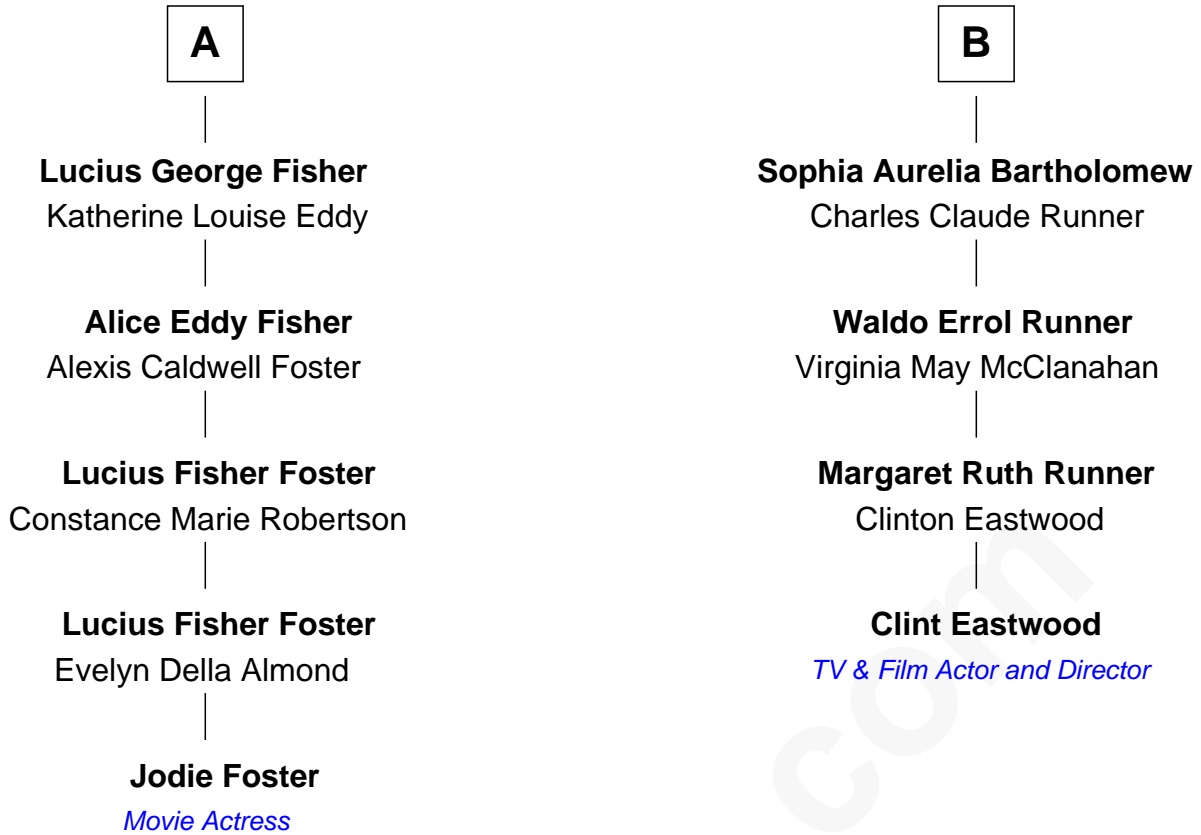 A
Lucius George Fisher
Katherine Louise Eddy
Alice Eddy Fisher
Alexis Caldwell Foster
Lucius Fisher Foster
Constance Marie Robertson
Lucius Fisher Foster
Evelyn Della Almond
Jodie Foster
Movie Actress
B
Sophia Aurelia Bartholomew
Charles Claude Runner
Waldo Errol Runner
Virginia May McClanahan
Margaret Ruth Runner
Clinton Eastwood
Clint Eastwood
TV & Film Actor and Director
com